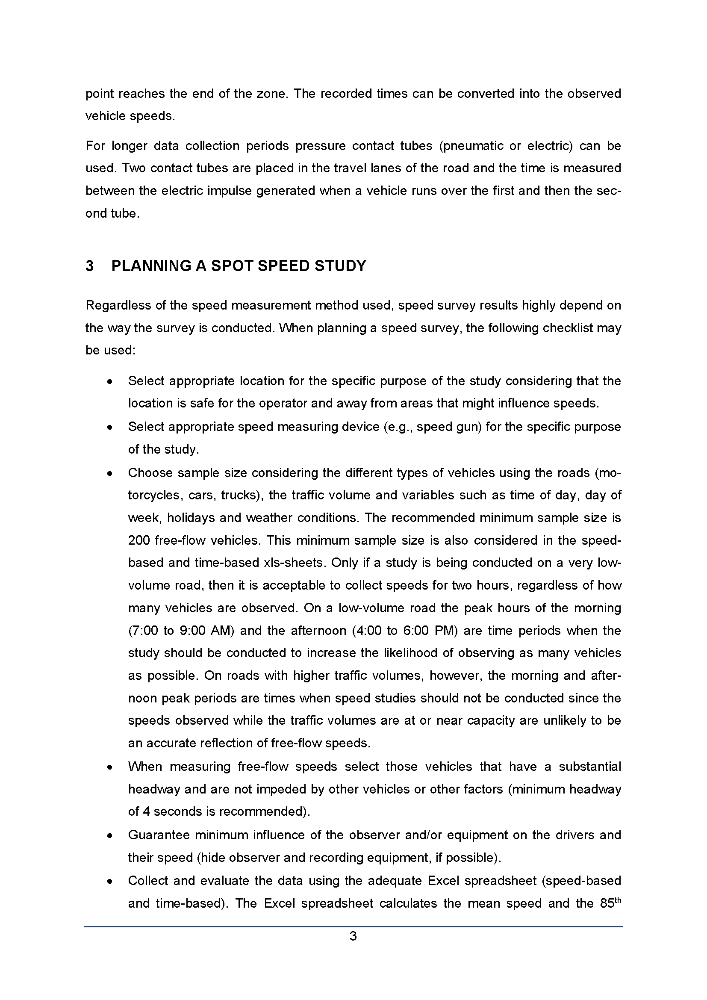 point reaches the end of the zone. The recorded times can be converted into the observed
vehicle speeds.
For longer data collection periods pressure contact tubes (pneumatic or electric) can be
used. Two contact tubes are placed in the travel lanes of the road and the time is measured
between the electric impulse generated when a vehicle runs over the first and then the sec-
ond tube.
3 PLANNING A SPOT SPEED STUDY
Regardless of the speed measurement method used, speed survey results highly depend on
the way the survey is conducted. When planning a speed survey, the following checklist may
be used:
• Select appropriate location for the specific purpose of the study considering that the
location is safe for the operator and away from areas that might influence speeds.
• Select appropriate speed measuring device (e.g., speed gun) for the specific purpose
of the study.
• Choose sample size considering the different types of vehicles using the roads (mo-
torcycles, cars, trucks), the traffic volume and variables such as time of day, day of
week, holidays and weather conditions. The recommended minimum sample size is
200 free-flow vehicles. This minimum sample size is also considered in the speed-
based and time-based xls-sheets. Only if a study is being conducted on a very low-
volume road, then it is acceptable to collect speeds for two hours, regardless of how
many vehicles are observed. On a low-volume road the peak hours of the morning
(7:00 to 9:00 AM) and the afternoon (4:00 to 6:00 PM) are time periods when the
study should be conducted to increase the likelihood of observing as many vehicles
as possible. On roads with higher traffic volumes, however, the morning and after-
noon peak periods are times when speed studies should not be conducted since the
speeds observed while the traffic volumes are at or near capacity are unlikely to be
an accurate reflection of free-flow speeds.
• When measuring free-flow speeds select those vehicles that have a substantial
headway and are not impeded by other vehicles or other factors (minimum headway
of 4 seconds is recommended).
• Guarantee minimum influence of the observer and/or equipment on the drivers and
their speed (hide observer and recording equipment, if possible).
• Collect and evaluate the data using the adequate Excel spreadsheet (speed-based
and time-based). The Excel spreadsheet calculates the mean speed and the 85th
3